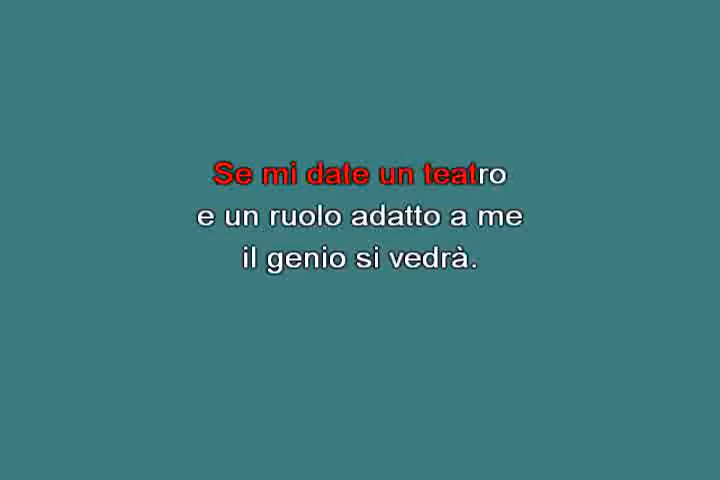 Se mi date un teatro
e un ruolo adatto a me
il genio si vedrà.